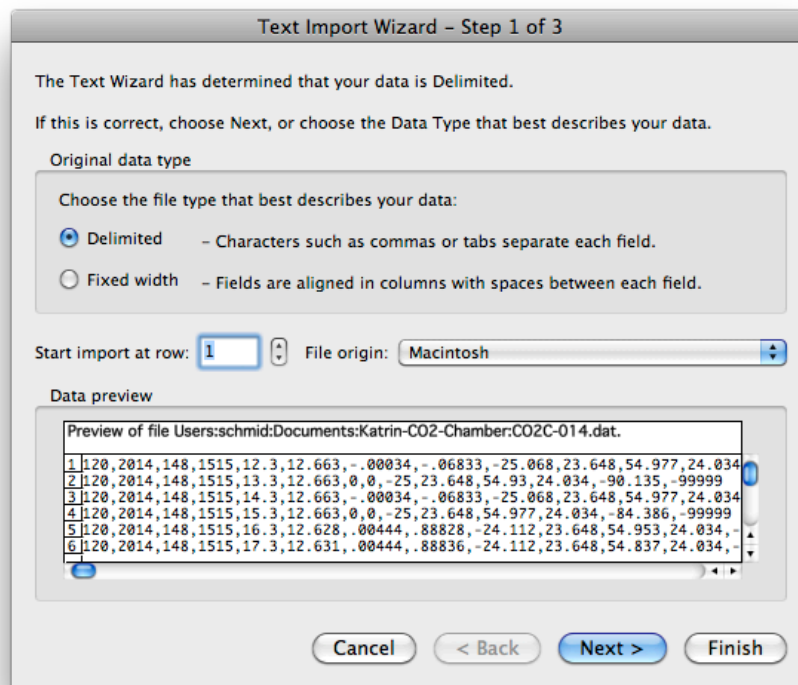 Text Import Wizard – Step 1 of 3
The Text Wizard has determined that your data is Delimited.
If this is correct, choose Next, or choose the Data Type that best describes your data.
Original data type
Choose the file type that best describes your data:
Delimited – Characters such as commas or tabs separate each field.
Fixed width – Fields are aligned in columns with spaces between each field.
Start import at row: 1 File origin: Macintosh
Data preview
Preview of file Users:schmid:Documents:Katrin-CO2-Chamber:CO2C-014.dat.
1 120,2014,148,1515,12.3,12.663,-.00034,-.06833,-25.068,23.648,54.977,24.034
2 120,2014,148,1515,13.3,12.663,0,0,-25,23.648,54.93,24.034,-90.135,-99999
3 120,2014,148,1515,14.3,12.663,-.00034,-.06833,-25.068,23.648,54.977,24.034
4 120,2014,148,1515,15.3,12.663,0,0,-25,23.648,54.977,24.034,-84.386,-99999
5 120,2014,148,1515,16.3,12.628,.00444,.88828,-24.112,23.648,54.953,24.034,-
6 120,2014,148,1515,17.3,12.631,.00444,.88836,-24.112,23.648,54.837,24.034,-
Cancel < Back Next > Finish